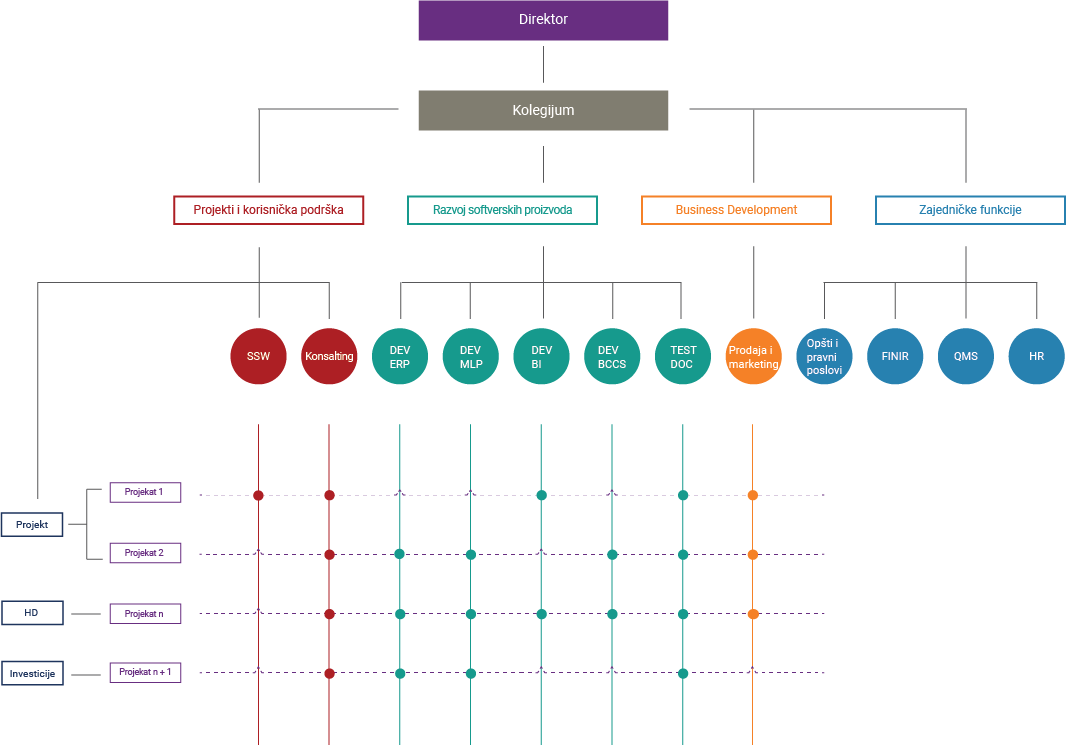 Direktor
Kolegijum
Projekti i korisnička podrška
Razvoj softverskih proizvoda
Business Development
Zajedničke funkcije
SSW
Konsalting
DEV
ERP
DEV
MLP
DEV
BI
DEV
BCCS
TEST
DOC
Prodaja i
marketing
Opšti i
pravni
poslovi
FINIR
QMS
HR
Projekt
Projekat 1
Projekat 2
HD
Projekat n
Investicije
Projekat n + 1